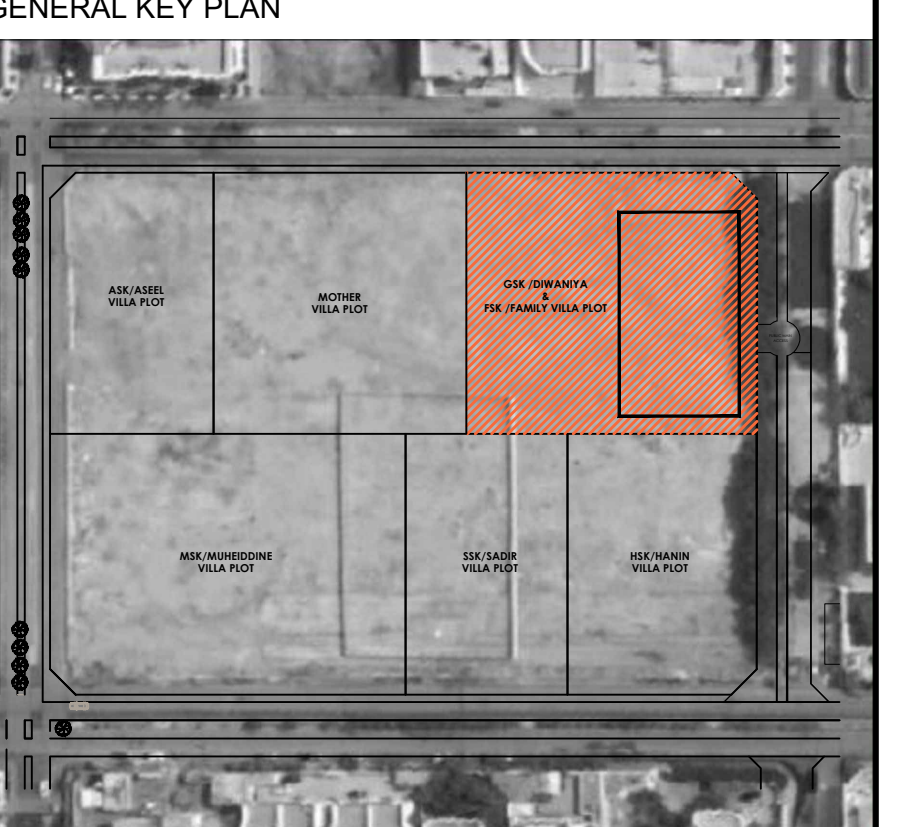 GENERAL KEY PLAN
ASK/ASEEL
VILLA PLOT
MOTHER
VILLA PLOT
GSK /DIWANIYA
&
FSK /FAMILY VILLA PLOT
MSK/MUHEIDDINE
VILLA PLOT
SSK/SADIR
VILLA PLOT
HSK/HANIN
VILLA PLOT